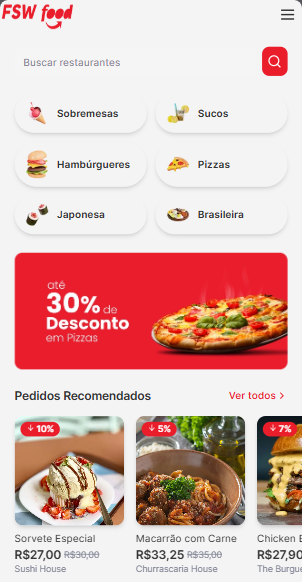 FSW food
Buscar restaurantes
Sobremesas
Sucos
Hambúrgueres
Pizzas
Japonesa
Brasileira
até
30% de
Desconto
em Pizzas
Pedidos Recomendados
Ver todos
10%
5%
7%
Sorvete Especial
Macarrão com Carne
Chicken B
R$27,00 R$30,00
R$33,25 R$35,00
R$27,90
Sushi House
Churrascaria House
The Burgue